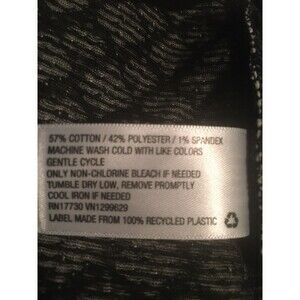 57% COTTON / 42% POLYESTER / 1% SPANDEX
MACHINE WASH COLD WITH LIKE COLORS
GENTLE CYCLE
ONLY NON-CHLORINE BLEACH IF NEEDED
TUMBLE DRY LOW, REMOVE PROMPTLY
COOL IRON IF NEEDED
RN17730 VN1299629
LABEL MADE FROM 100% RECYCLED PLASTIC